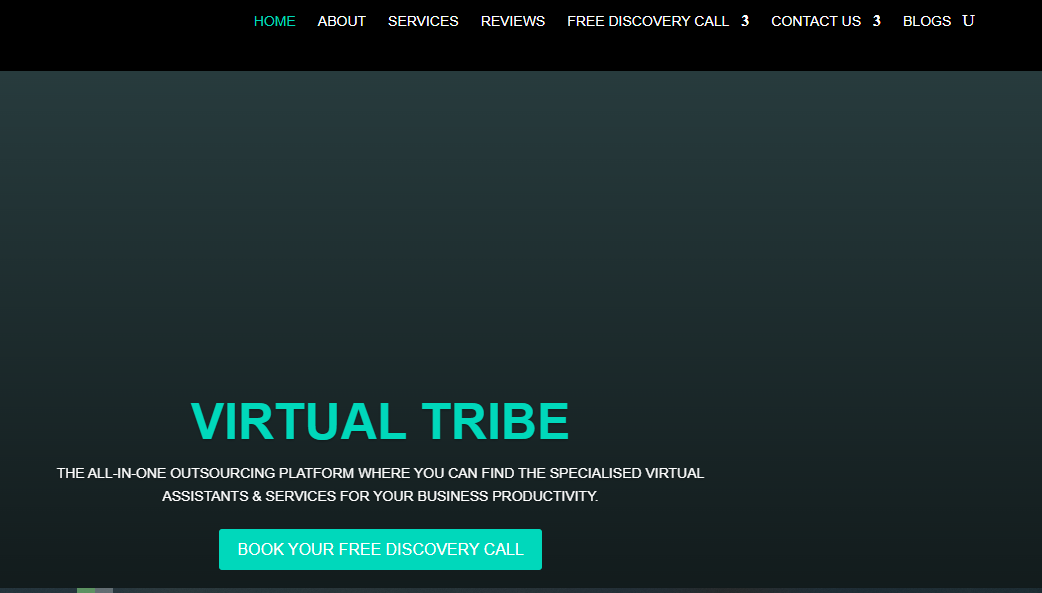 HOME ABOUT SERVICES REVIEWS FREE DISCOVERY CALL 3 CONTACT US 3 BLOGS U
VIRTUAL TRIBE
THE ALL-IN-ONE OUTSOURCING PLATFORM WHERE YOU CAN FIND THE SPECIALISED VIRTUAL
ASSISTANTS & SERVICES FOR YOUR BUSINESS PRODUCTIVITY.
BOOK YOUR FREE DISCOVERY CALL